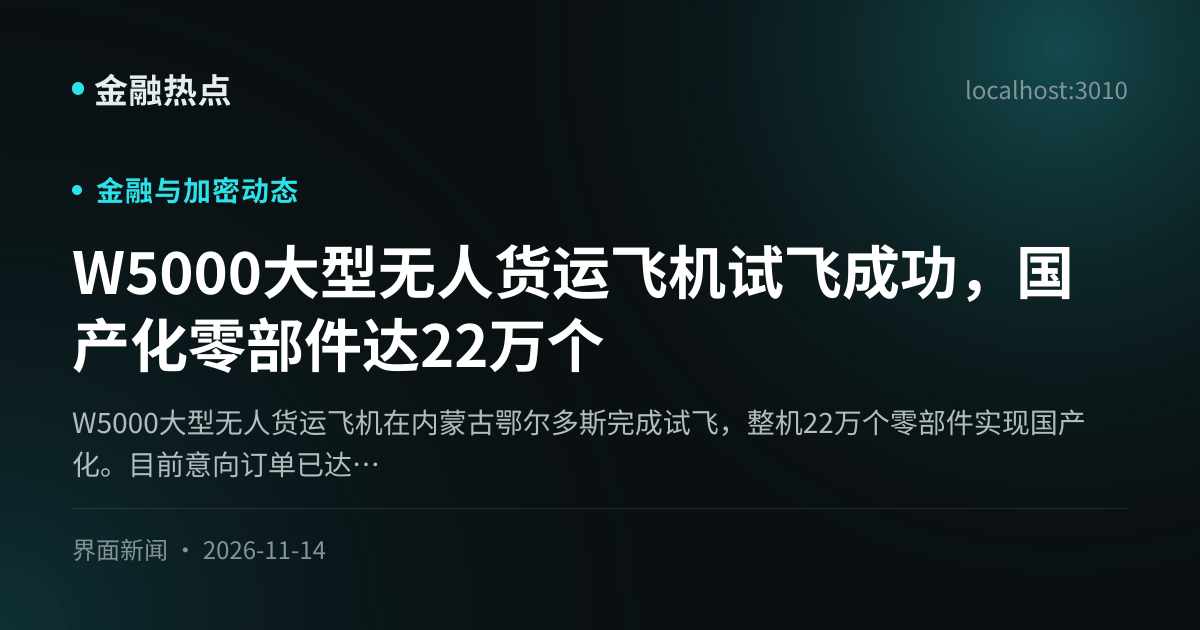 金融热点
localhost:3010
金融与加密动态
W5000大型无人货运飞机试飞成功，国
产化零部件达22万个
W5000大型无人货运飞机在内蒙古鄂尔多斯完成试飞，整机22万个零部件实现国产
化。目前意向订单已达…
界面新闻 • 2026-11-14